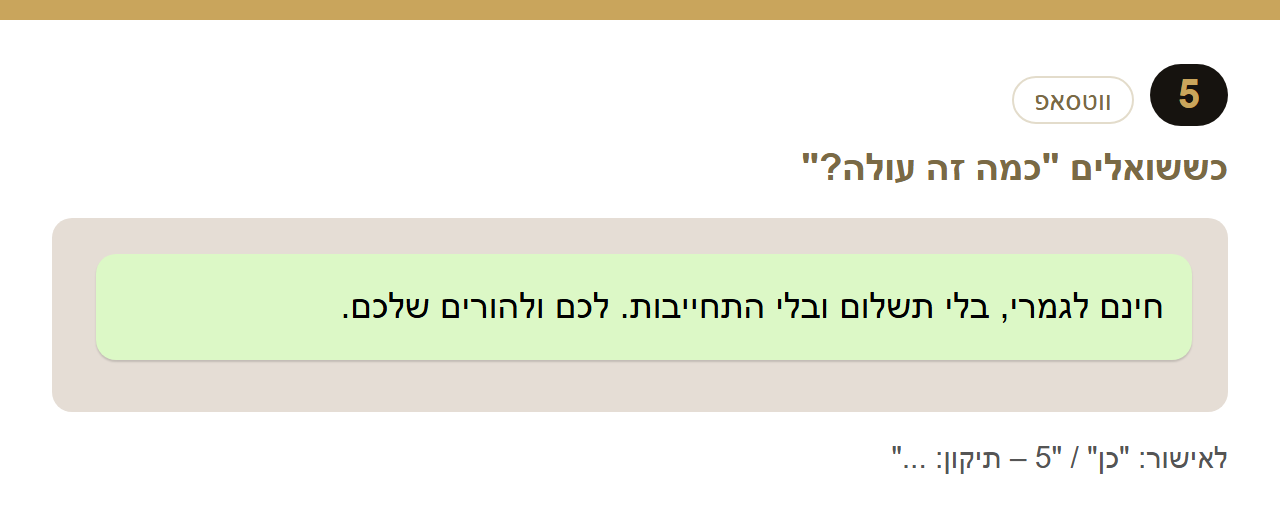 5
ווטסאפ
כששואלים "כמה זה עולה?"
חינם לגמרי, בלי תשלום ובלי התחייבות. לכם ולהורים שלכם.
לאישור: "כן" / "5 – תיקון: ..."